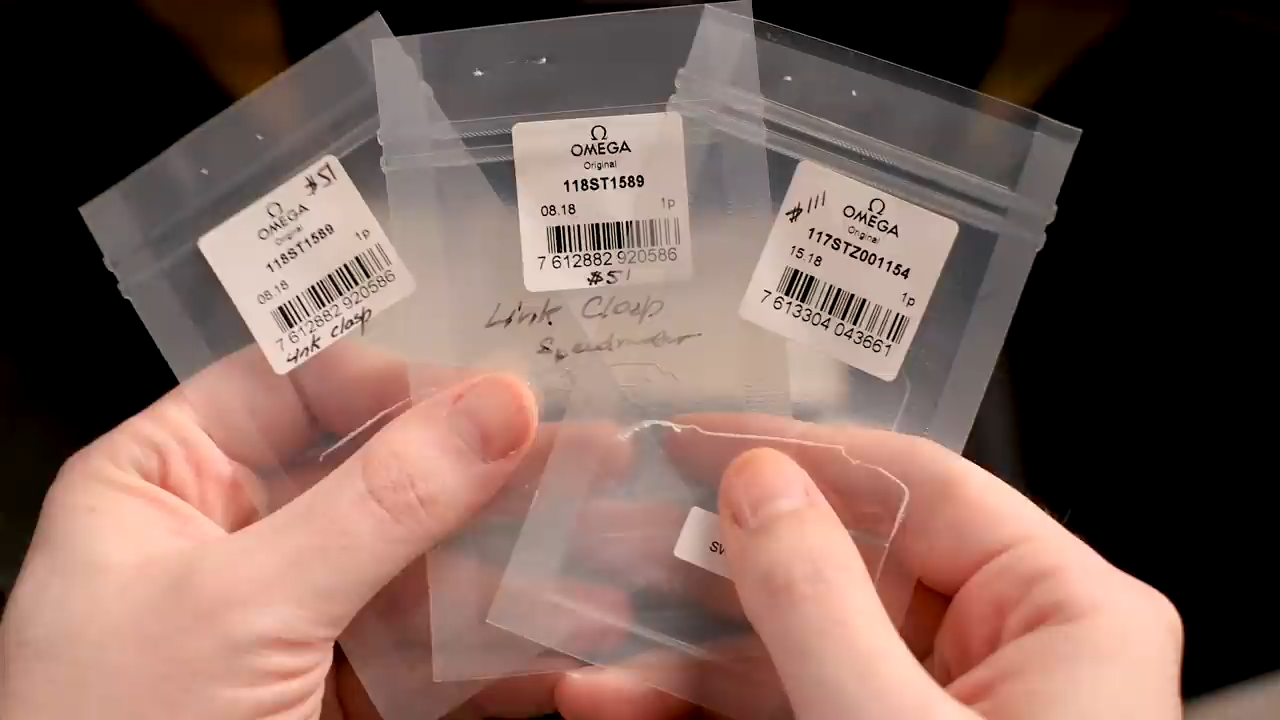 $121
Ω
OMEGA
Original
118ST1589
08.18 1p
7 612882 920586
Link Clasp
Ω
OMEGA
Original
118ST1589
08.18 1p
7 612882 920586
$51
Link Clasp
Speedmaster
$111
Ω
OMEGA
Original
117STZ001154
15.18 1p
7 613304 043661